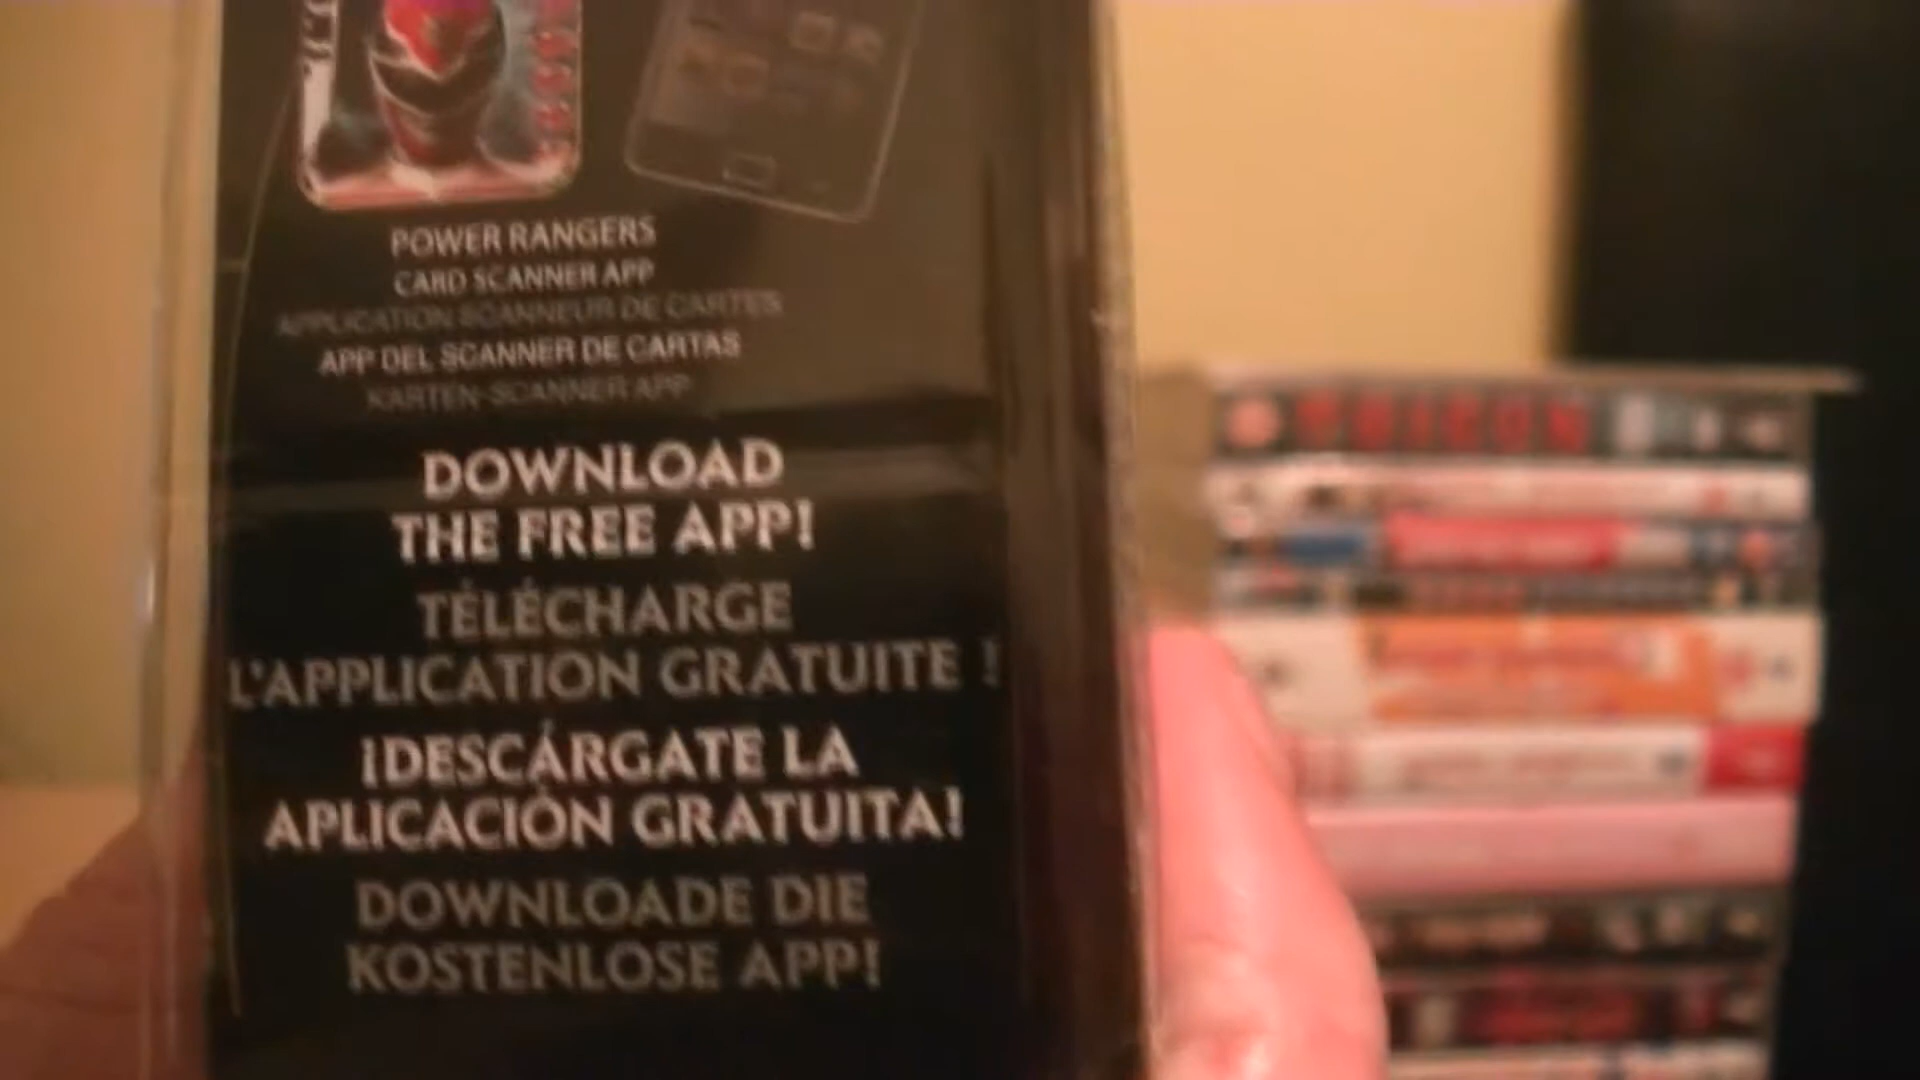 POWER RANGERS
CARD SCANNER APP
APPLICATION SCANNEUR DE CARTES
APP DEL SCANNER DE CARTAS
KARTEN-SCANNER APP
DOWNLOAD
THE FREE APP!
TÉLÉCHARGE
L'APPLICATION GRATUITE !
¡DESCÁRGATE LA
APLICACIÓN GRATUITA!
DOWNLOADE DIE
KOSTENLOSE APP!